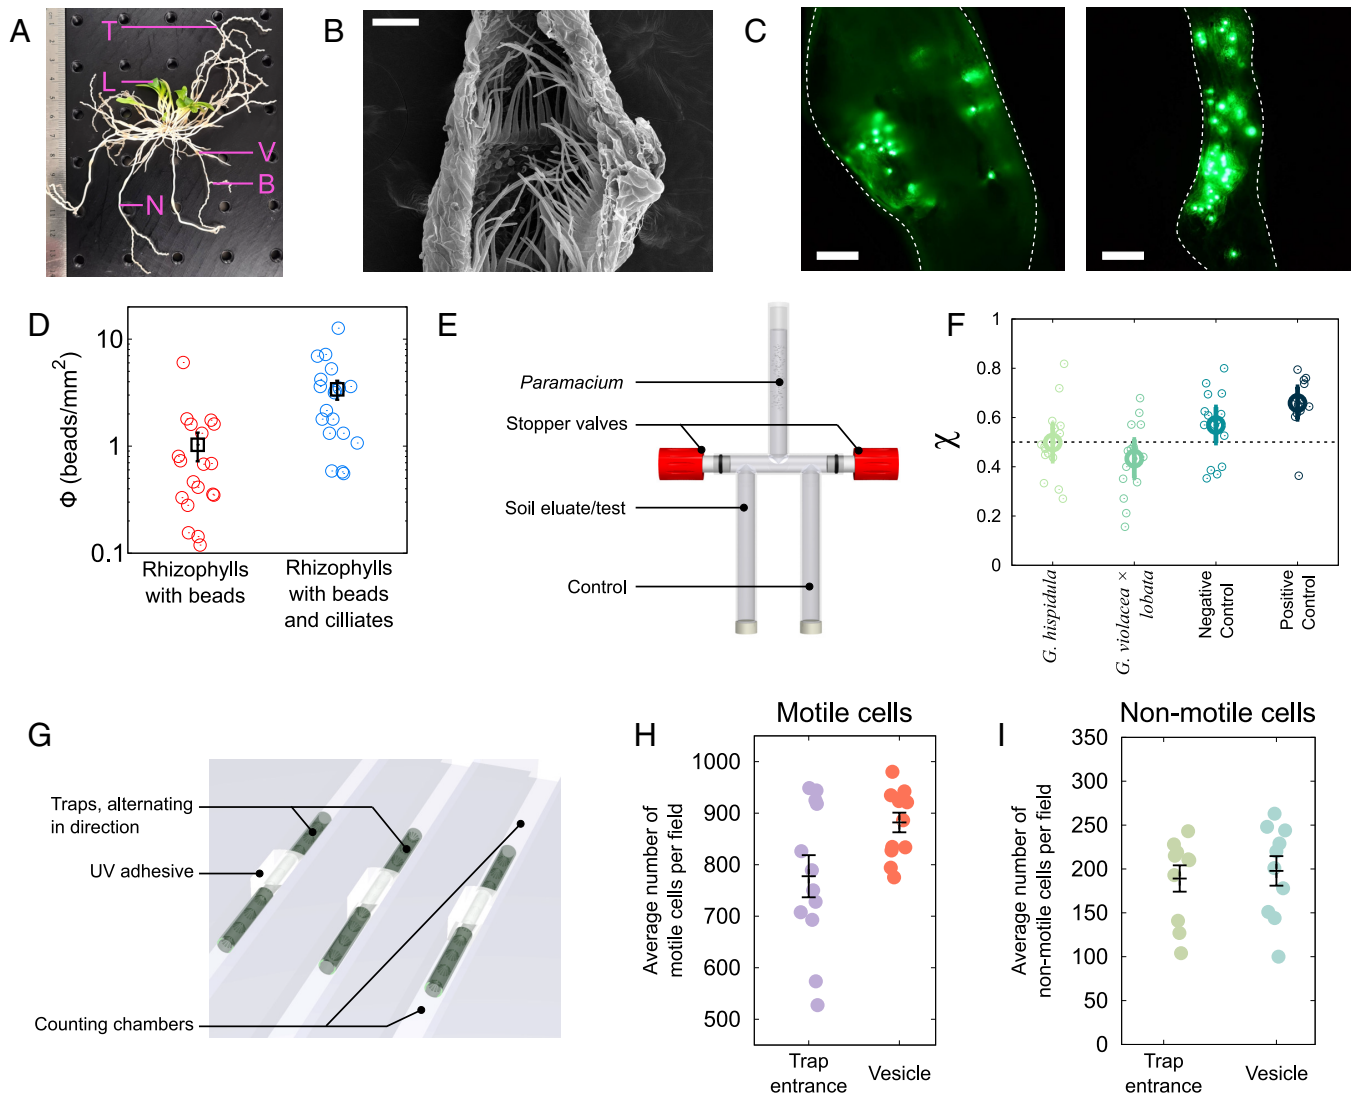 A
T
L
V
B
N
B
C
D
Φ (beads/mm²)
10
1
0.1
Rhizophylls
with beads
Rhizophylls
with beads
and cilliates
E
Paramacium
Stopper valves
Soil eluate/test
Control
F
χ
1
0.8
0.6
0.4
0.2
0
G. hispidula
G. violacea ×
lobata
Negative
Control
Positive
Control
G
Traps, alternating
in direction
UV adhesive
Counting chambers
H
Motile cells
Average number of
motile cells per field
1000
900
800
700
600
500
Trap
entrance
Vesicle
I
Non-motile cells
Average number of
non-motile cells per field
350
300
250
200
150
100
50
0
Trap
entrance
Vesicle